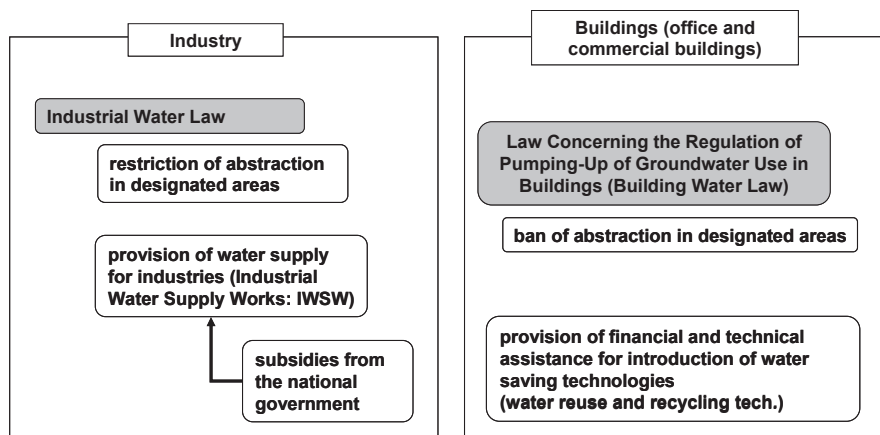 Industry
Industrial Water Law
restriction of abstraction
in designated areas
provision of water supply
for industries (Industrial
Water Supply Works: IWSW)
subsidies from
the national
government
Buildings (office and
commercial buildings)
Law Concerning the Regulation of
Pumping-Up of Groundwater Use in
Buildings (Building Water Law)
ban of abstraction in designated areas
provision of financial and technical
assistance for introduction of water
saving technologies
(water reuse and recycling tech.)